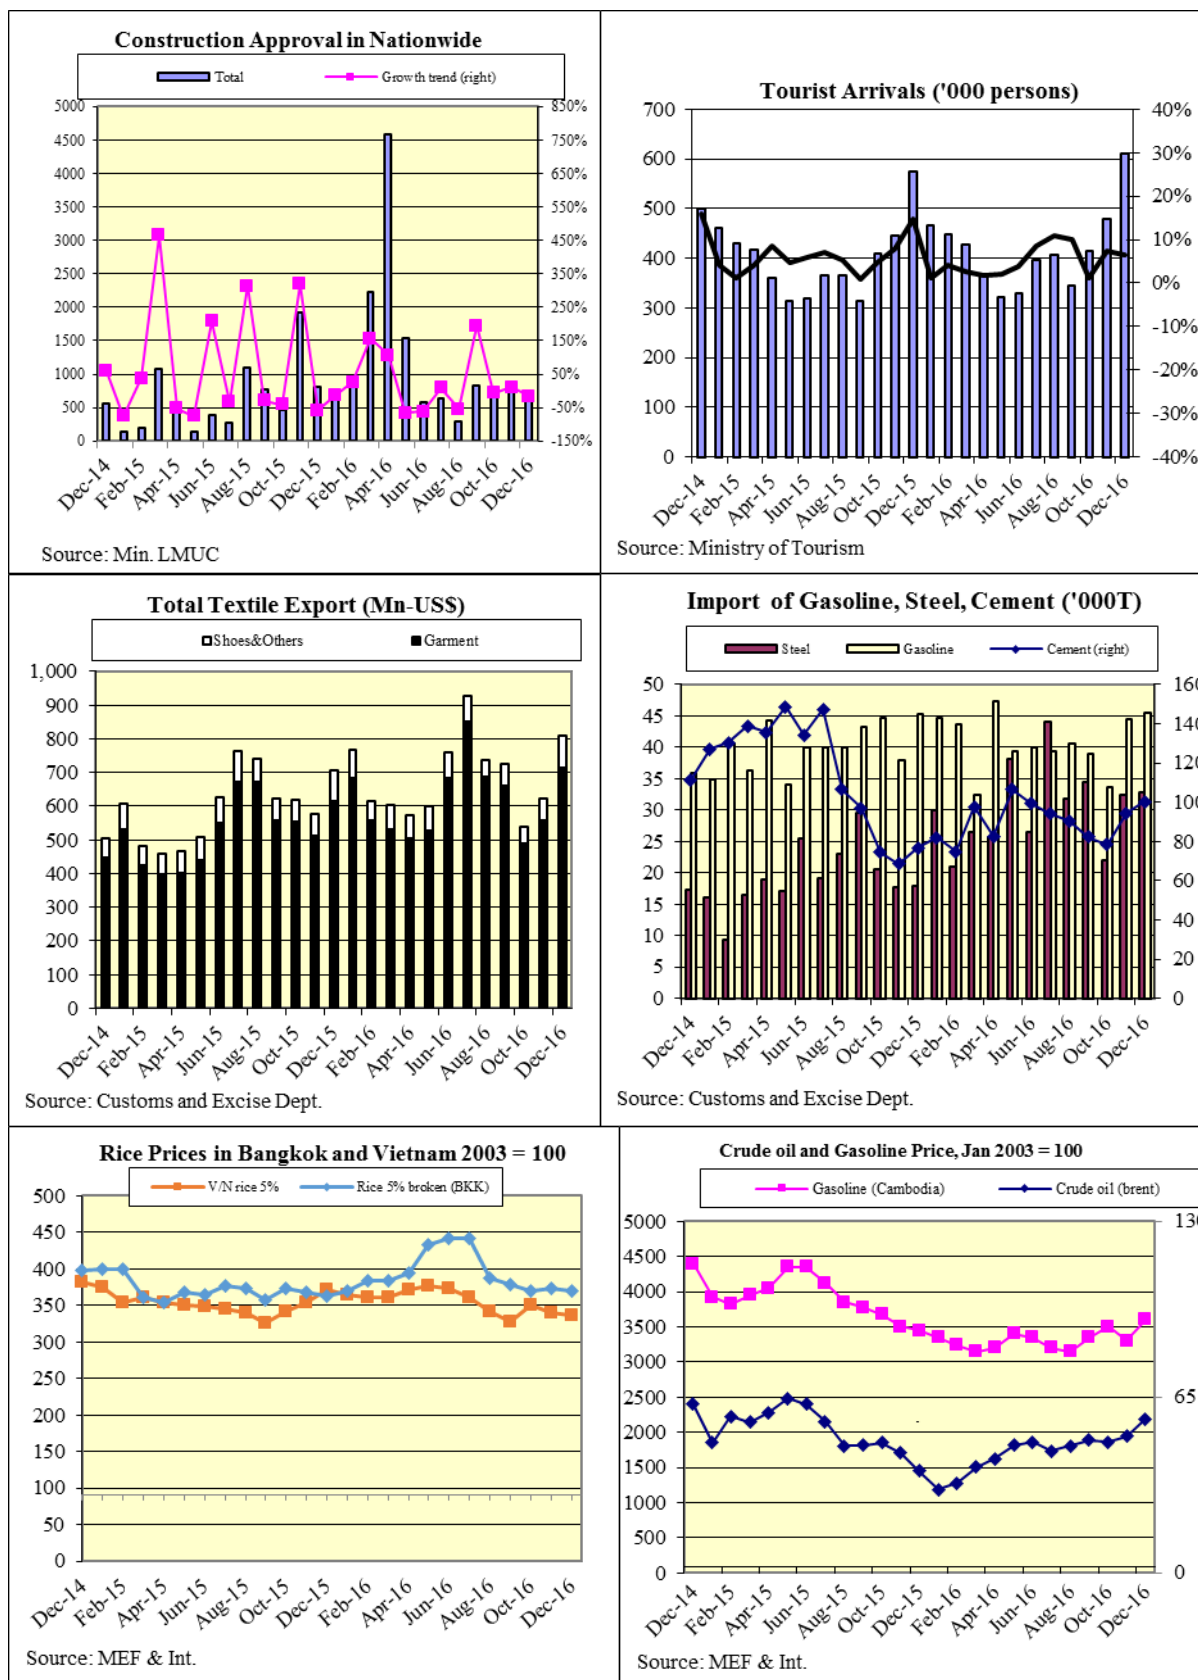 Construction Approval in Nationwide
Total Growth trend (right)
5000 850%
4500 750%
4000 650%
3500 550%
3000 450%
2500 350%
2000 250%
1500 150%
1000 50%
500 -50%
0 -150%
Dec-14 Feb-15 Apr-15 Jun-15 Aug-15 Oct-15 Dec-15 Feb-16 Apr-16 Jun-16 Aug-16 Oct-16 Dec-16
Source: Min. LMUC
Tourist Arrivals ('000 persons)
700 40%
600 30%
500 20%
400 10%
300 0%
200 -10%
100 -20%
0 -30%
-40%
Dec-14 Feb-15 Apr-15 Jun-15 Aug-15 Oct-15 Dec-15 Feb-16 Apr-16 Jun-16 Aug-16 Oct-16 Dec-16
Source: Ministry of Tourism
Total Textile Export (Mn-US$)
Shoes&Others Garment
1,000
900
800
700
600
500
400
300
200
100
0
Dec-14 Feb-15 Apr-15 Jun-15 Aug-15 Oct-15 Dec-15 Feb-16 Apr-16 Jun-16 Aug-16 Oct-16 Dec-16
Source: Customs and Excise Dept.
Import of Gasoline, Steel, Cement ('000T)
Steel Gasoline Cement (right)
50 160
45 140
40 120
35 100
30 80
25 60
20 40
15 20
10 0
5
0
Dec-14 Feb-15 Apr-15 Jun-15 Aug-15 Oct-15 Dec-15 Feb-16 Apr-16 Jun-16 Aug-16 Oct-16 Dec-16
Source: Customs and Excise Dept.
Rice Prices in Bangkok and Vietnam 2003 = 100
V/N rice 5% Rice 5% broken (BKK)
500
450
400
350
300
250
200
150
100
50
0
Dec-14 Feb-15 Apr-15 Jun-15 Aug-15 Oct-15 Dec-15 Feb-16 Apr-16 Jun-16 Aug-16 Oct-16 Dec-16
Source: MEF & Int.
Crude oil and Gasoline Price, Jan 2003 = 100
Gasoline (Cambodia) Crude oil (brent)
5000 130
4500
4000
3500
3000
2500 65
2000
1500
1000
500
0 0
Dec-14 Feb-15 Apr-15 Jun-15 Aug-15 Oct-15 Dec-15 Feb-16 Apr-16 Jun-16 Aug-16 Oct-16 Dec-16
Source: MEF & Int.